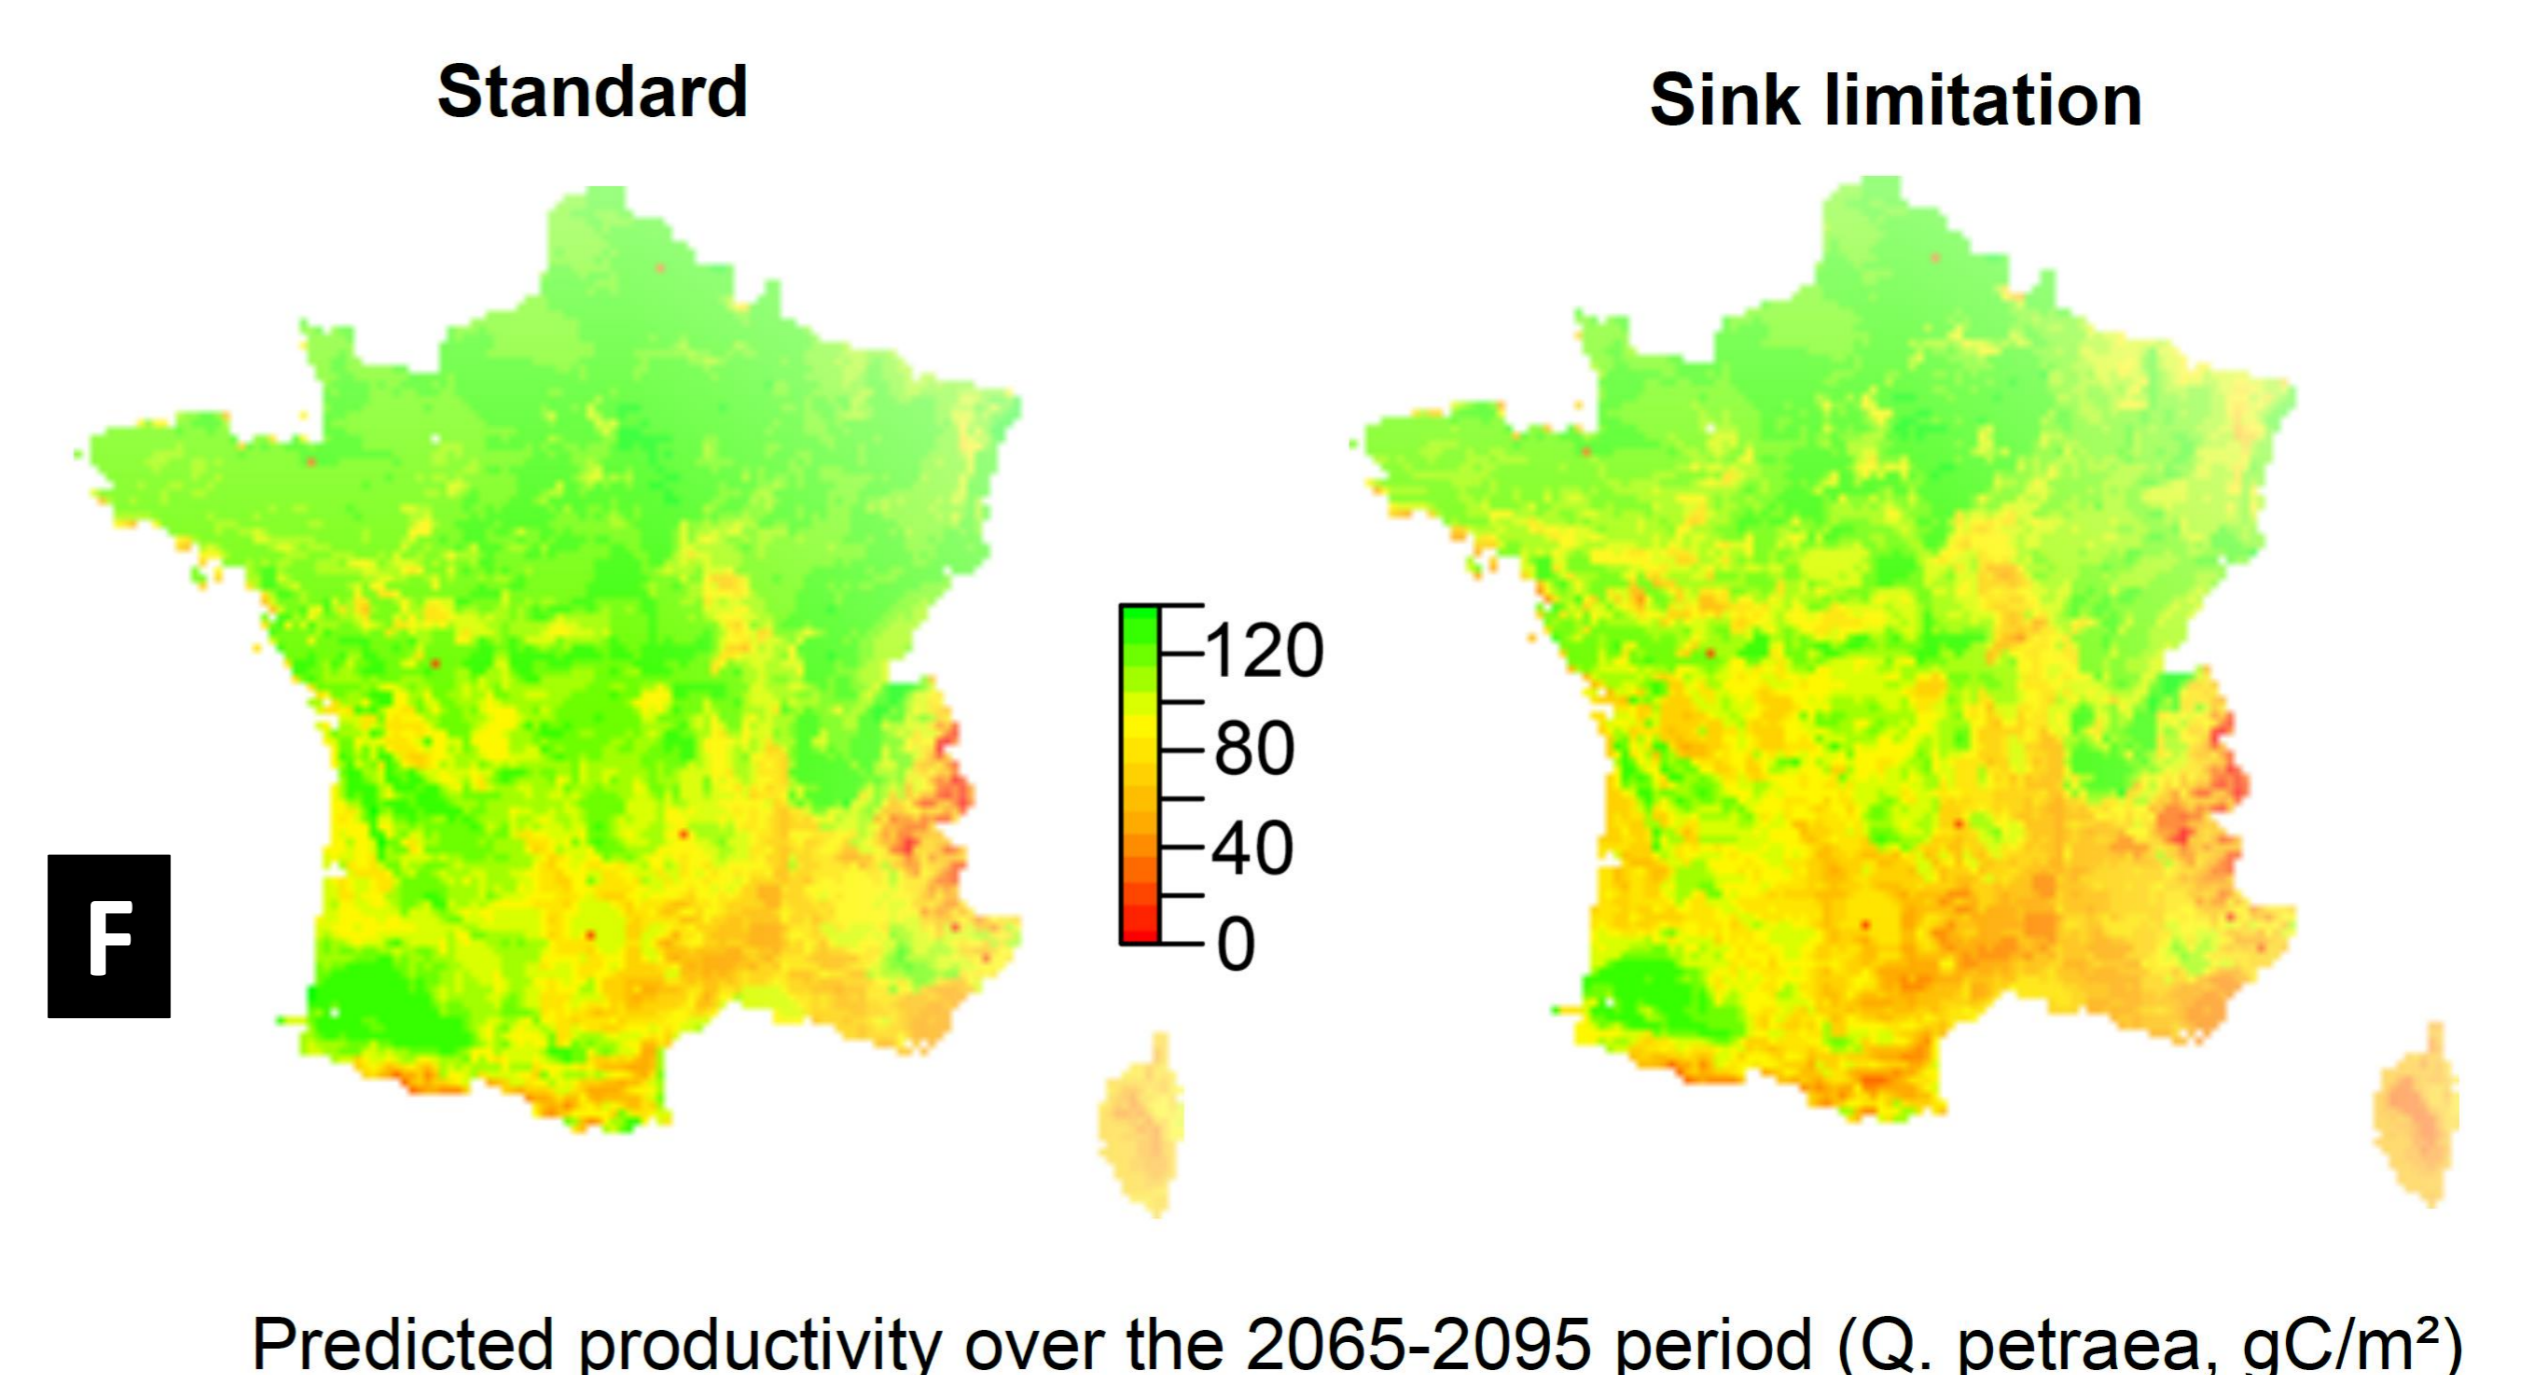 Standard
Sink limitation
120
80
40
0
F
Predicted productivity over the 2065-2095 period (Q. petraea, gC/m²)